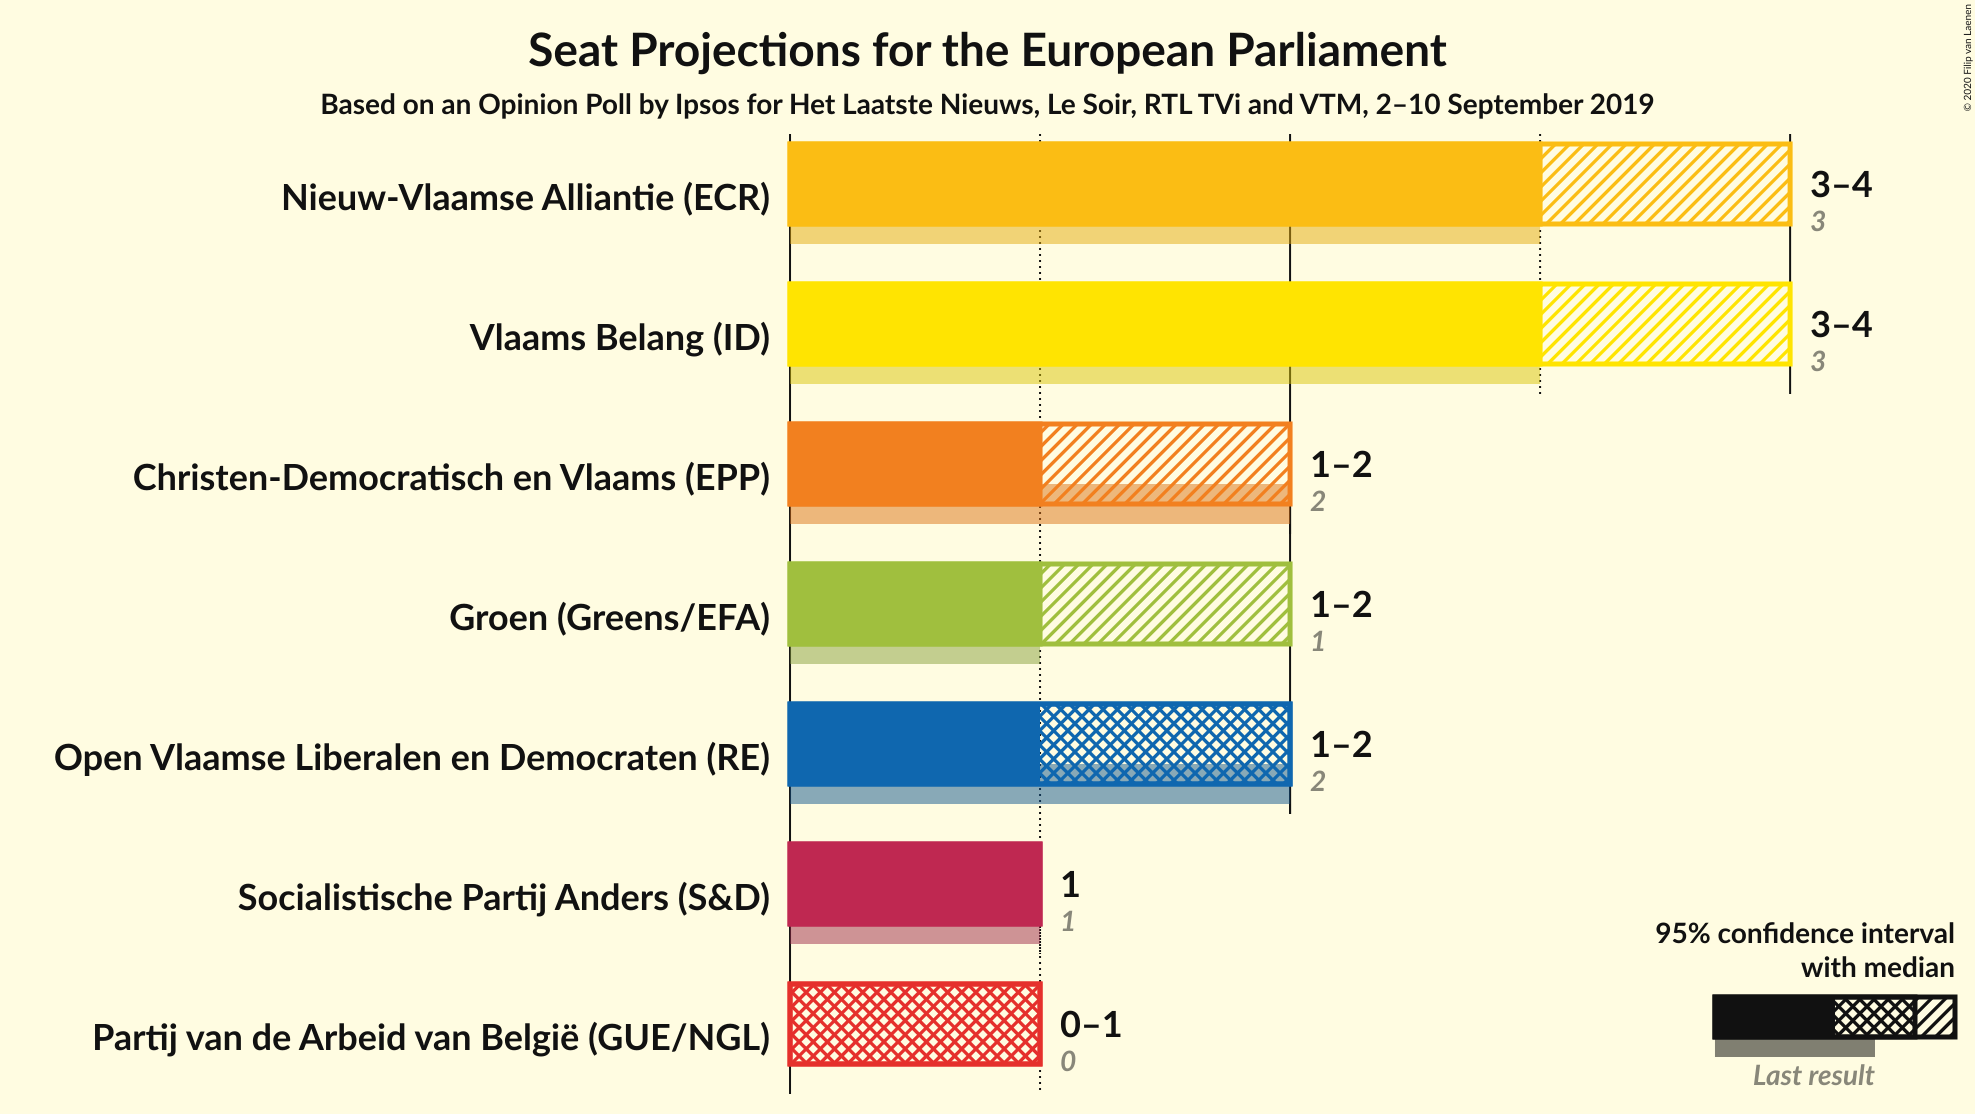 Seat Projections for the European Parliament
Based on an Opinion Poll by Ipsos for Het Laatste Nieuws, Le Soir, RTL TVi and VTM, 2–10 September 2019
© 2020 Filip van Laenen
Nieuw-Vlaamse Alliantie (ECR)
3–4
3
Vlaams Belang (ID)
3–4
3
Christen-Democratisch en Vlaams (EPP)
1–2
2
Groen (Greens/EFA)
1–2
1
Open Vlaamse Liberalen en Democraten (RE)
1–2
2
Socialistische Partij Anders (S&D)
1
1
Partij van de Arbeid van België (GUE/NGL)
0–1
0
95% confidence interval
with median
Last result